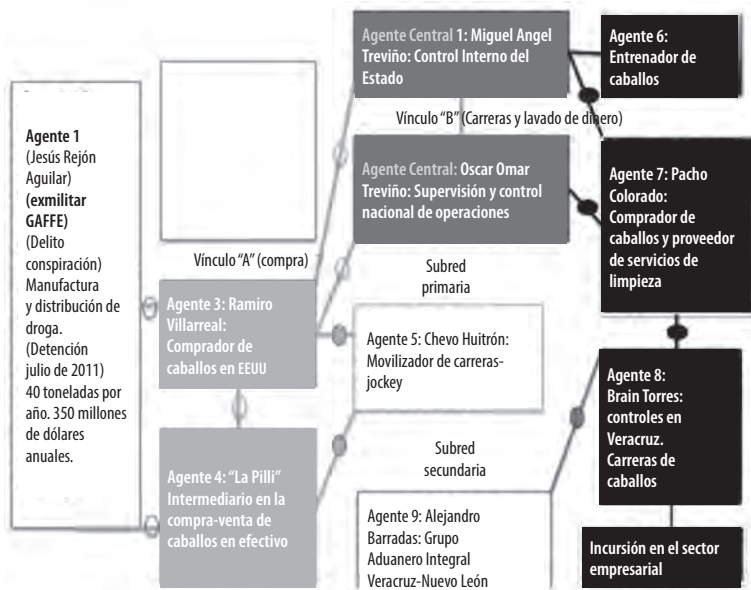 Agente 1
(Jesús Rejón
Aguilar)
(exmilitar
GAFFE)
(Delito
conspiración)
Manufactura
y distribución de
droga.
(Detención
julio de 2011)
40 toneladas por
año. 350 millones
de dólares
anuales.
Vínculo "A" (compra)
Agente 3: Ramiro
Villarreal:
Comprador de
caballos en EEUU
Agente 4: "La Pilli"
Intermediario en la
compra-venta de
caballos en efectivo
Agente Central 1: Miguel Angel
Treviño: Control Interno del
Estado
Vínculo "B" (Carreras y lavado de dinero)
Agente Central: Oscar Omar
Treviño: Supervisión y control
nacional de operaciones
Subred
primaria
Agente 5: Chevo Huitrón:
Movilizador de carreras-
jockey
Subred
secundaria
Agente 9: Alejandro
Barradas: Grupo
Aduanero Integral
Veracruz-Nuevo León
Agente 6:
Entrenador de
caballos
Agente 7: Pacho
Colorado:
Comprador de
caballos y proveedor
de servicios de
limpieza
Agente 8:
Brain Torres:
controles en
Veracruz.
Carreras de
caballos
Incursión en el sector
empresarial